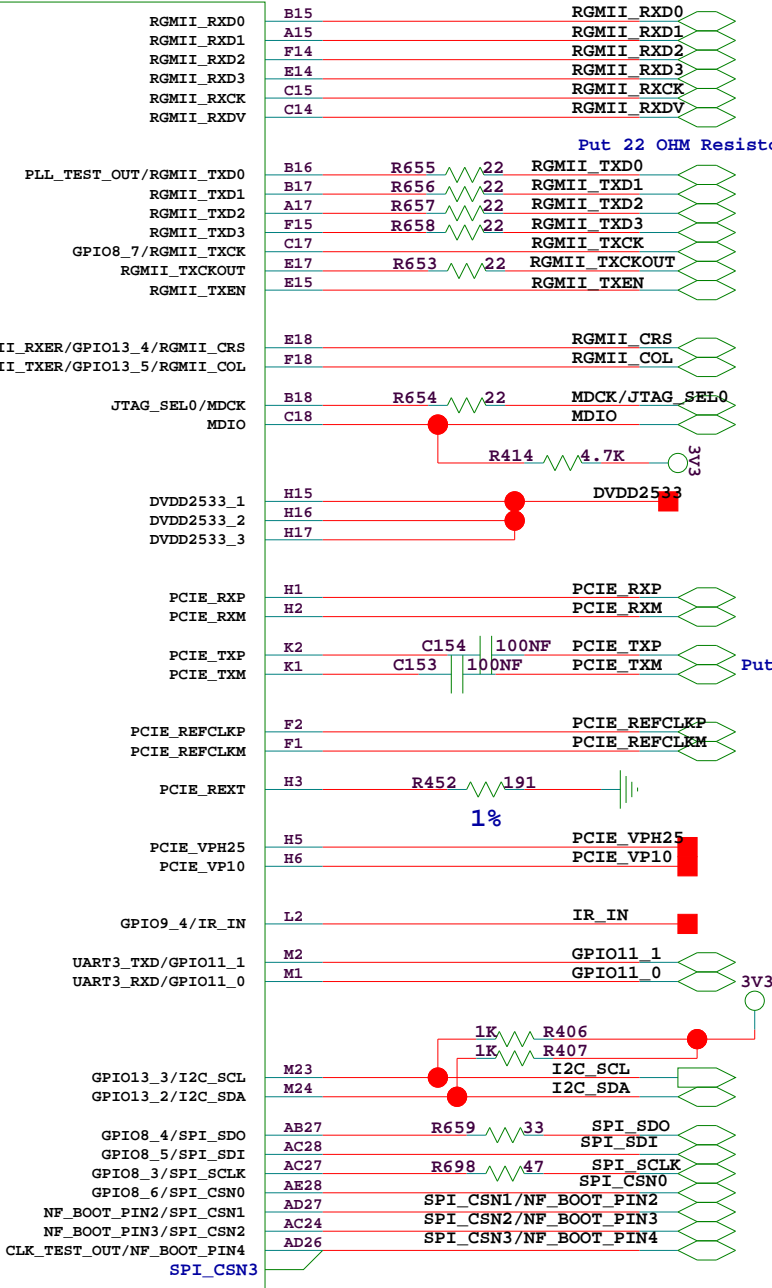 RGMII_RXD0 B15 RGMII_RXD0
RGMII_RXD1 A15 RGMII_RXD1
RGMII_RXD2 F14 RGMII_RXD2
RGMII_RXD3 E14 RGMII_RXD3
RGMII_RXCK C15 RGMII_RXCK
RGMII_RXDV C14 RGMII_RXDV
Put 22 OHM Resisto
PLL_TEST_OUT/RGMII_TXD0 B16 R655 22 RGMII_TXD0
RGMII_TXD1 B17 R656 22 RGMII_TXD1
RGMII_TXD2 A17 R657 22 RGMII_TXD2
RGMII_TXD3 F15 R658 22 RGMII_TXD3
GPIO8_7/RGMII_TXCK C17 RGMII_TXCK
RGMII_TXCKOUT E17 R653 22 RGMII_TXCKOUT
RGMII_TXEN E15 RGMII_TXEN
II_RXER/GPIO13_4/RGMII_CRS E18 RGMII_CRS
II_TXER/GPIO13_5/RGMII_COL F18 RGMII_COL
JTAG_SEL0/MDCK B18 R654 22 MDCK/JTAG_SEL0
MDIO C18 MDIO
R414 4.7K 3V3
DVDD2533_1 H15 DVDD2533
DVDD2533_2 H16
DVDD2533_3 H17
PCIE_RXP H1 PCIE_RXP
PCIE_RXM H2 PCIE_RXM
PCIE_TXP K2 C154 100NF PCIE_TXP
PCIE_TXM K1 C153 100NF PCIE_TXM Put
PCIE_REFCLKP F2 PCIE_REFCLKP
PCIE_REFCLKM F1 PCIE_REFCLKM
PCIE_REXT H3 R452 191
1%
PCIE_VPH25 H5 PCIE_VPH25
PCIE_VP10 H6 PCIE_VP10
GPIO9_4/IR_IN L2 IR_IN
UART3_TXD/GPIO11_1 M2 GPIO11_1
UART3_RXD/GPIO11_0 M1 GPIO11_0
3V3
1K R406
1K R407
GPIO13_3/I2C_SCL M23 I2C_SCL
GPIO13_2/I2C_SDA M24 I2C_SDA
GPIO8_4/SPI_SDO AB27 R659 33 SPI_SDO
GPIO8_5/SPI_SDI AC28 SPI_SDI
GPIO8_3/SPI_SCLK AC27 R698 47 SPI_SCLK
GPIO8_6/SPI_CSN0 AE28 SPI_CSN0
NF_BOOT_PIN2/SPI_CSN1 AD27 SPI_CSN1/NF_BOOT_PIN2
NF_BOOT_PIN3/SPI_CSN2 AC24 SPI_CSN2/NF_BOOT_PIN3
CLK_TEST_OUT/NF_BOOT_PIN4 AD26 SPI_CSN3/NF_BOOT_PIN4
SPI_CSN3